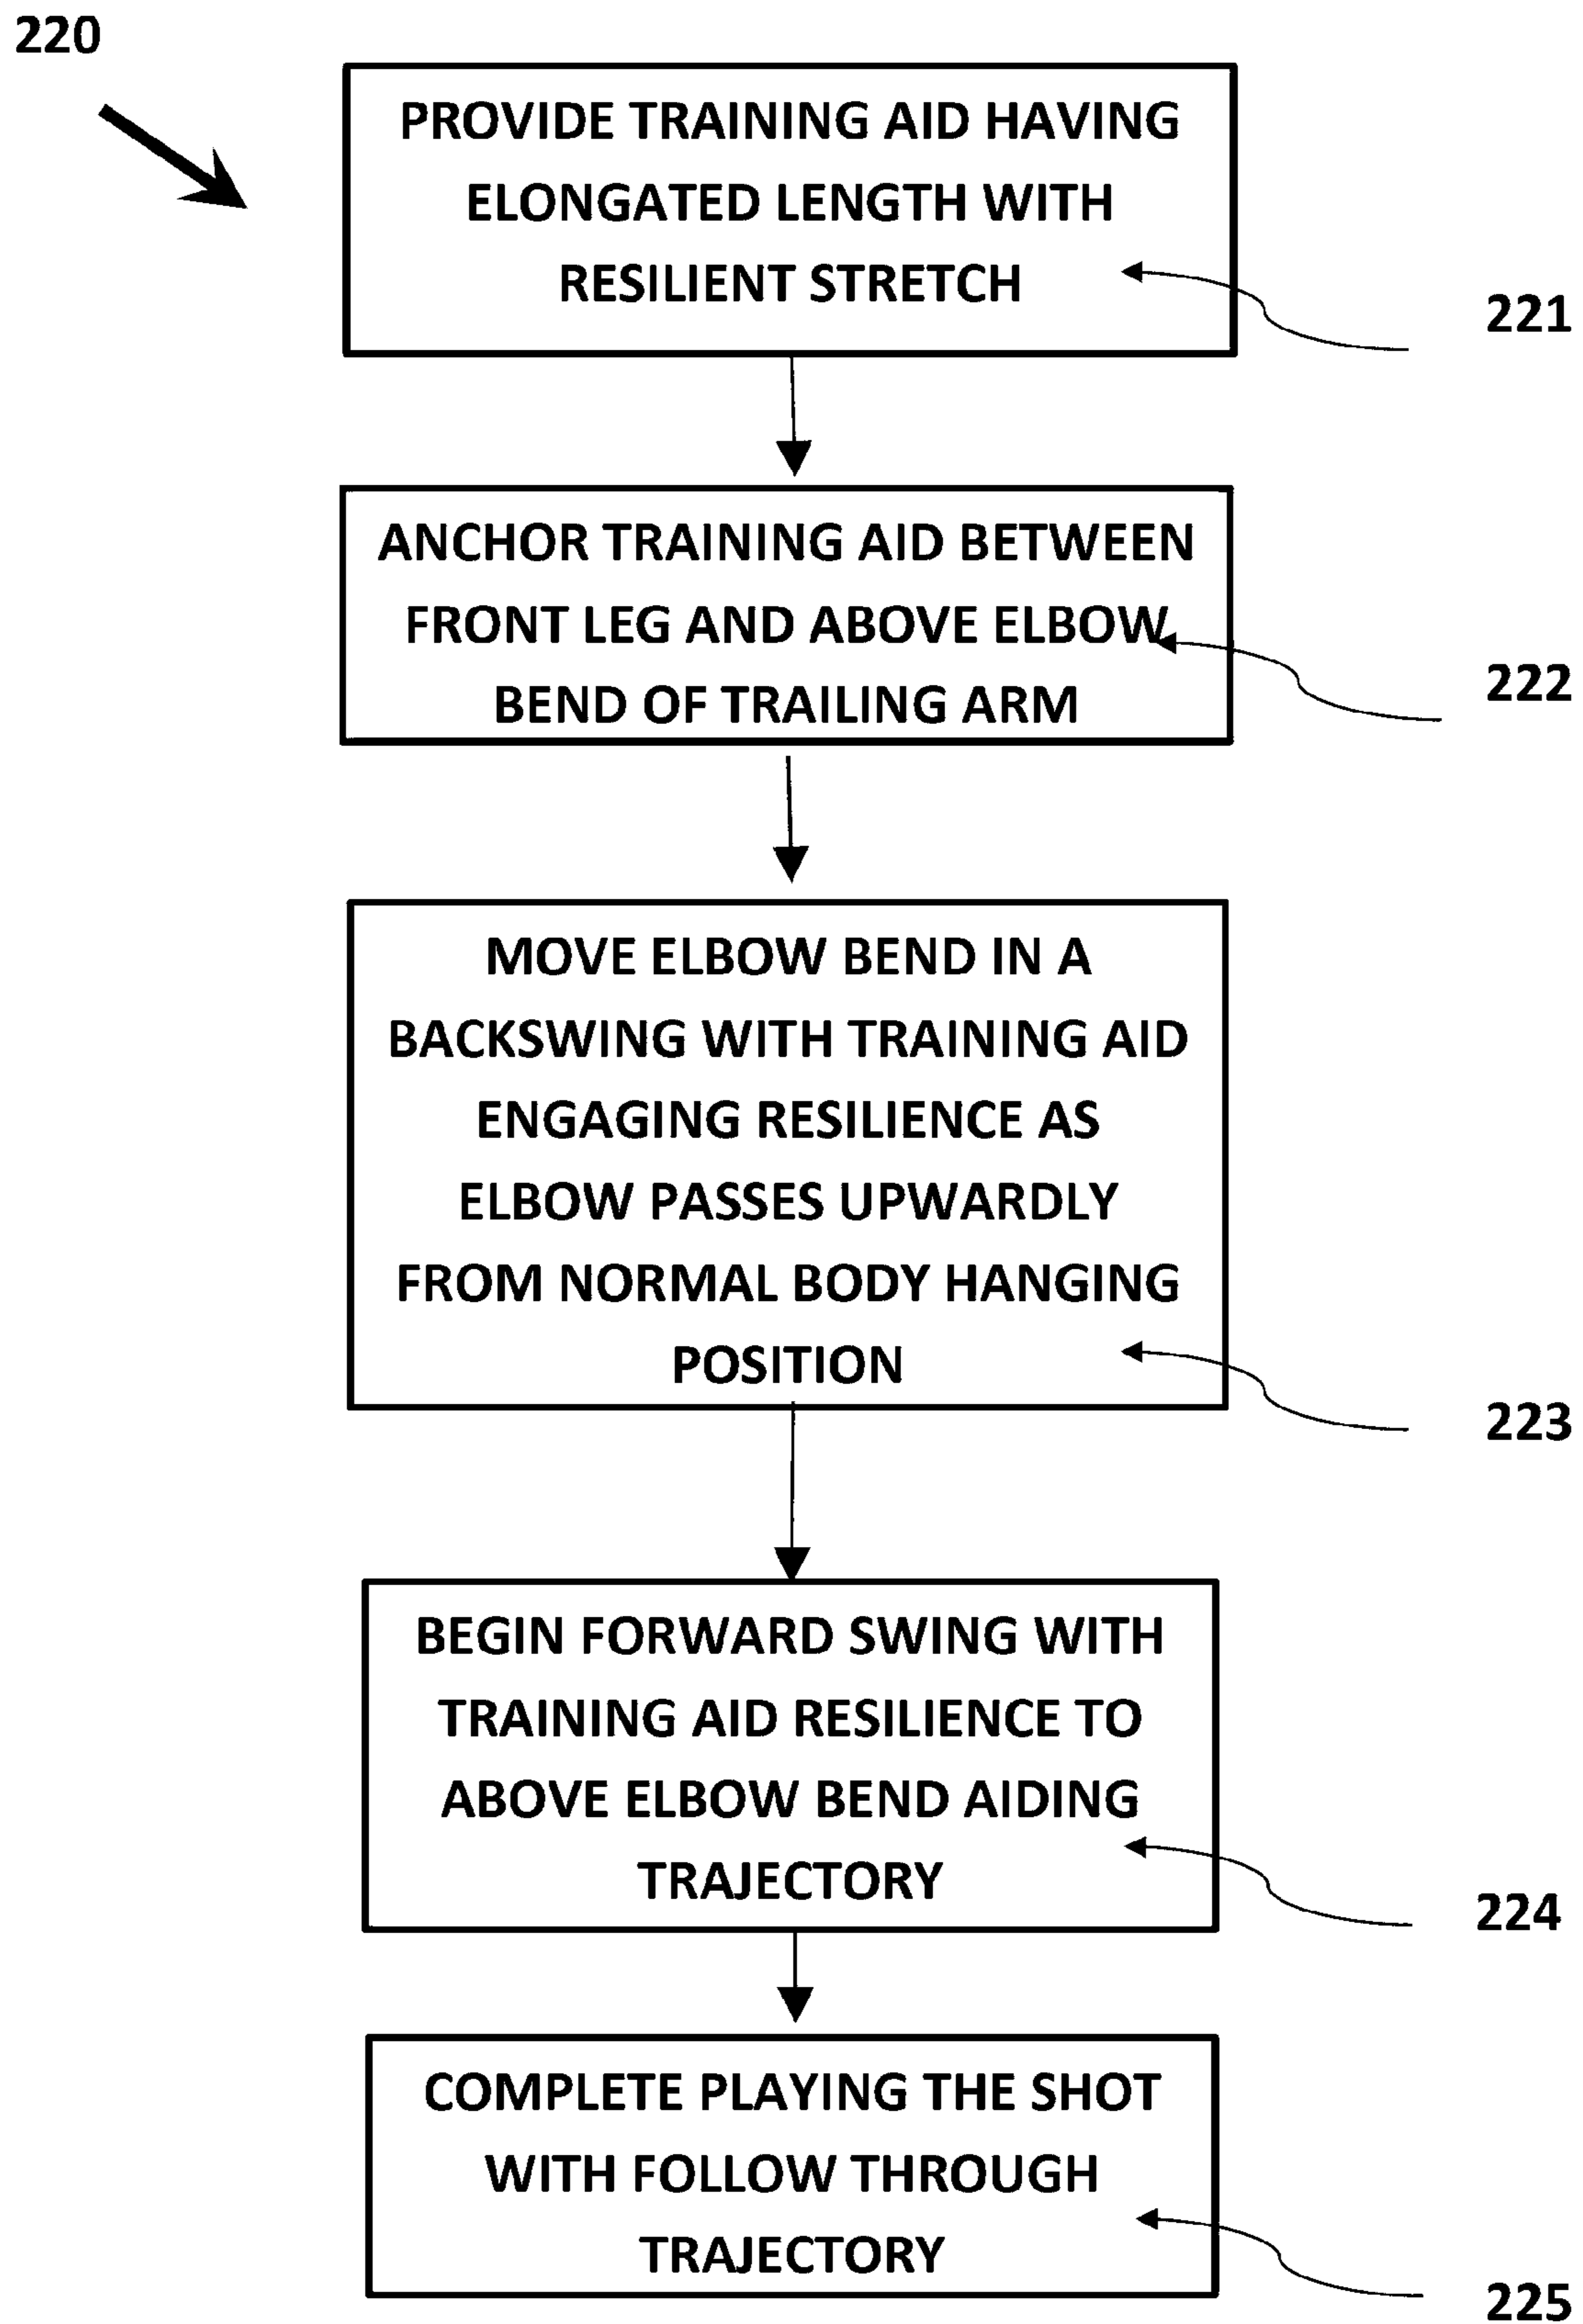 220
PROVIDE TRAINING AID HAVING
ELONGATED LENGTH WITH
RESILIENT STRETCH
221
ANCHOR TRAINING AID BETWEEN
FRONT LEG AND ABOVE ELBOW
BEND OF TRAILING ARM
222
MOVE ELBOW BEND IN A
BACKSWING WITH TRAINING AID
ENGAGING RESILIENCE AS
ELBOW PASSES UPWARDLY
FROM NORMAL BODY HANGING
POSITION
223
BEGIN FORWARD SWING WITH
TRAINING AID RESILIENCE TO
ABOVE ELBOW BEND AIDING
TRAJECTORY
224
COMPLETE PLAYING THE SHOT
WITH FOLLOW THROUGH
TRAJECTORY
225